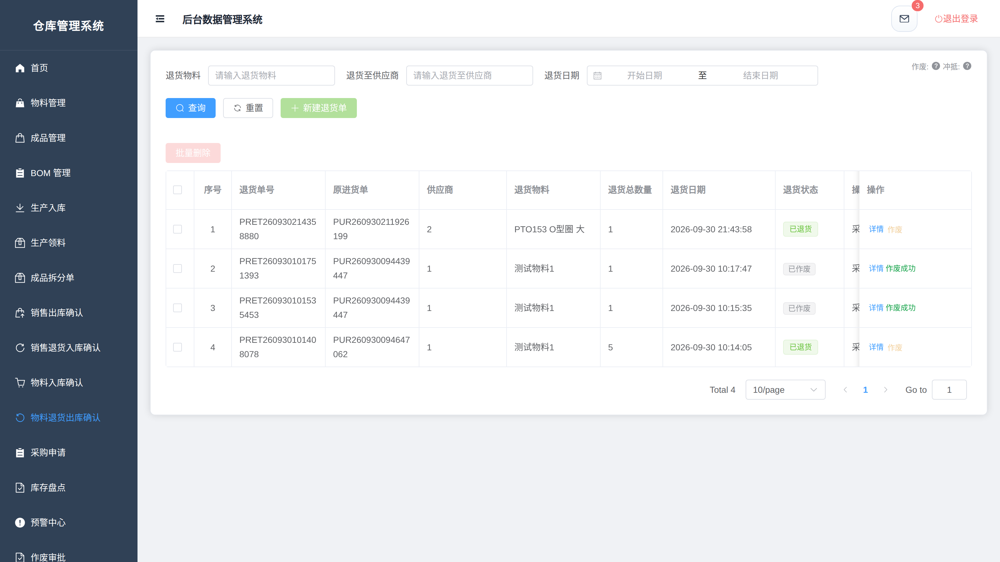 仓库管理系统
首页
物料管理
成品管理
BOM 管理
生产入库
生产领料
成品拆分单
销售出库确认
销售退货入库确认
物料入库确认
物料退货出库确认
采购申请
库存盘点
预警中心
作废审批
后台数据管理系统
3
退出登录
作废: 冲抵:
退货物料 请输入退货物料 退货至供应商 请输入退货至供应商 退货日期 开始日期 至 结束日期
查询 重置 新建退货单
批量删除
序号 退货单号 原进货单 供应商 退货物料 退货总数量 退货日期 退货状态 操 操作
1 PRET26093021435 8880 PUR260930211926 199 2 PTO153 O型圈 大 1 2026-09-30 21:43:58 已退货 采 详情 作废
2 PRET26093010175 1393 PUR260930094439 447 1 测试物料1 1 2026-09-30 10:17:47 已作废 采 详情 作废成功
3 PRET26093010153 5453 PUR260930094439 447 1 测试物料1 1 2026-09-30 10:15:35 已作废 采 详情 作废成功
4 PRET26093010140 8078 PUR260930094647 062 1 测试物料1 5 2026-09-30 10:14:05 已退货 采 详情 作废
Total 4 10/page 1 Go to 1